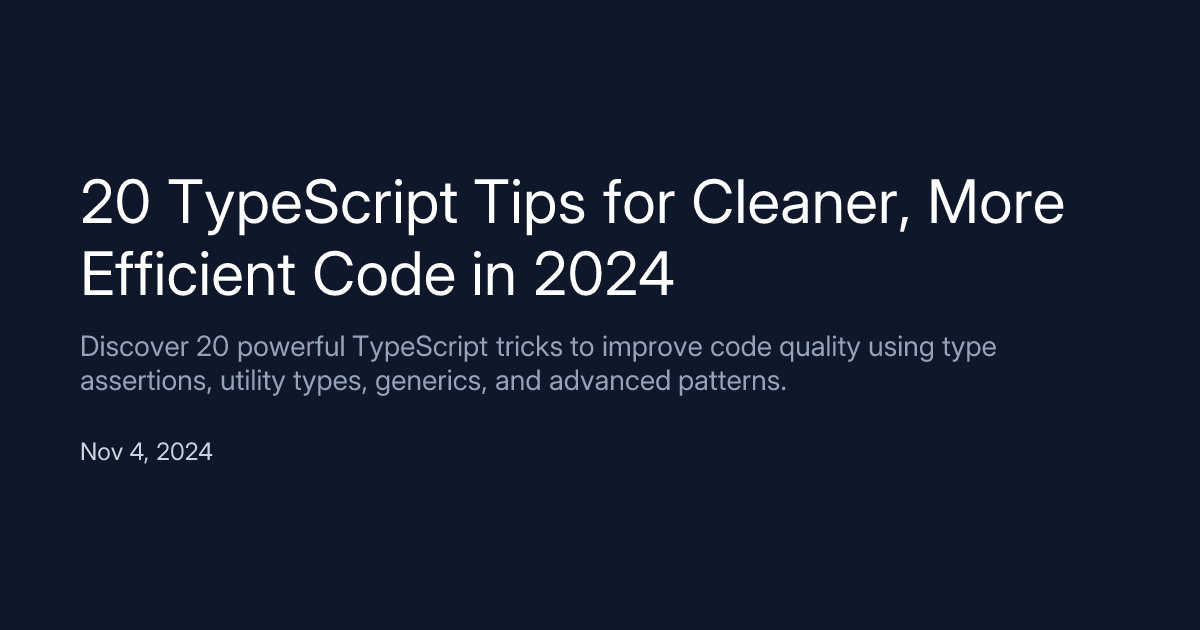 20 TypeScript Tips for Cleaner, More
Efficient Code in 2024
Discover 20 powerful TypeScript tricks to improve code quality using type
assertions, utility types, generics, and advanced patterns.
Nov 4, 2024